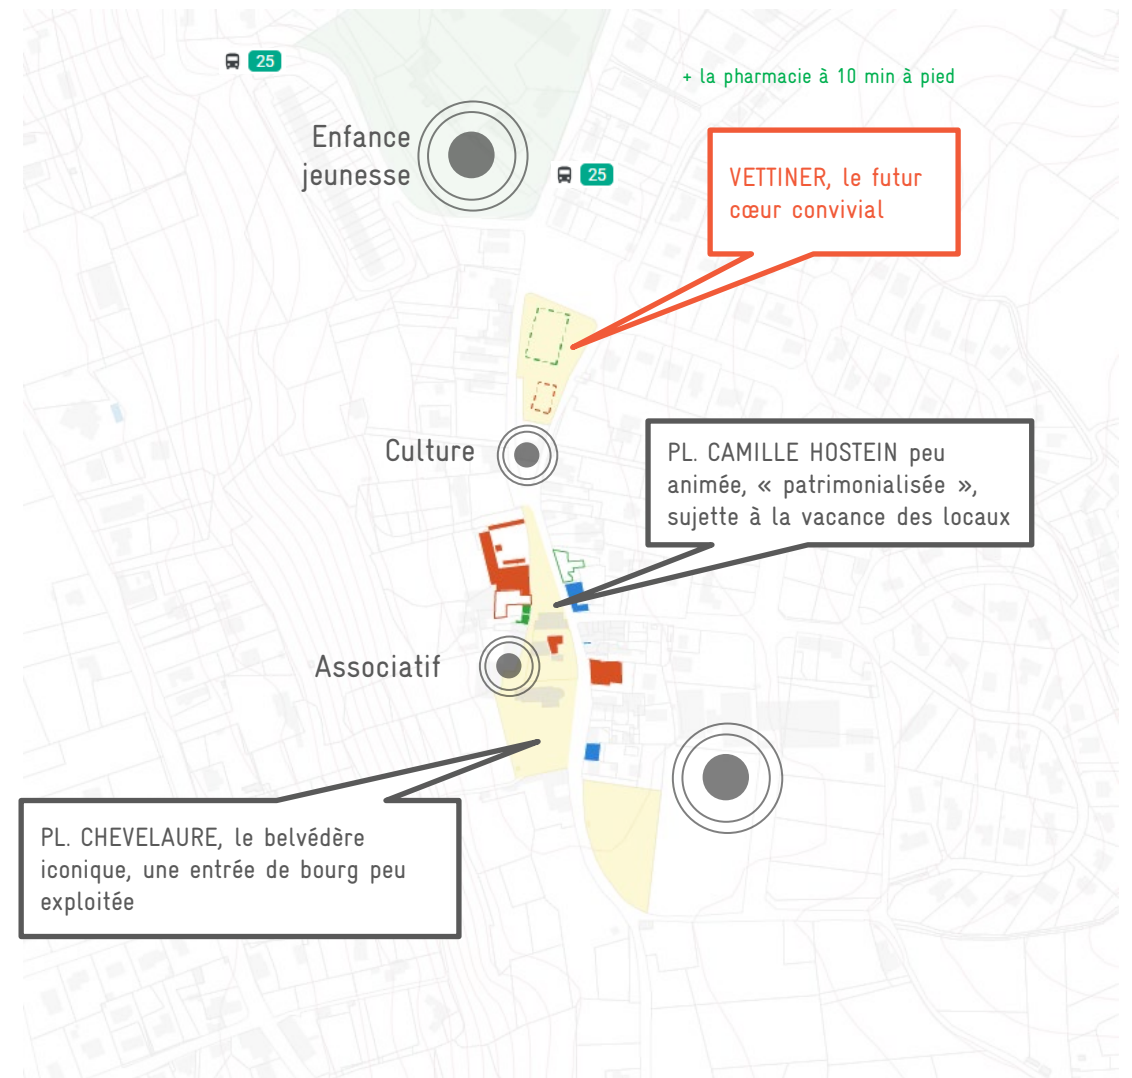 25
+ la pharmacie à 10 min à pied
Enfance
jeunesse
25
VETTINER, le futur
cœur convivial
Culture
PL. CAMILLE HOSTEIN peu
animée, « patrimonialisée »,
sujette à la vacance des locaux
Associatif
PL. CHEVELAURE, le belvédère
iconique, une entrée de bourg peu
exploitée